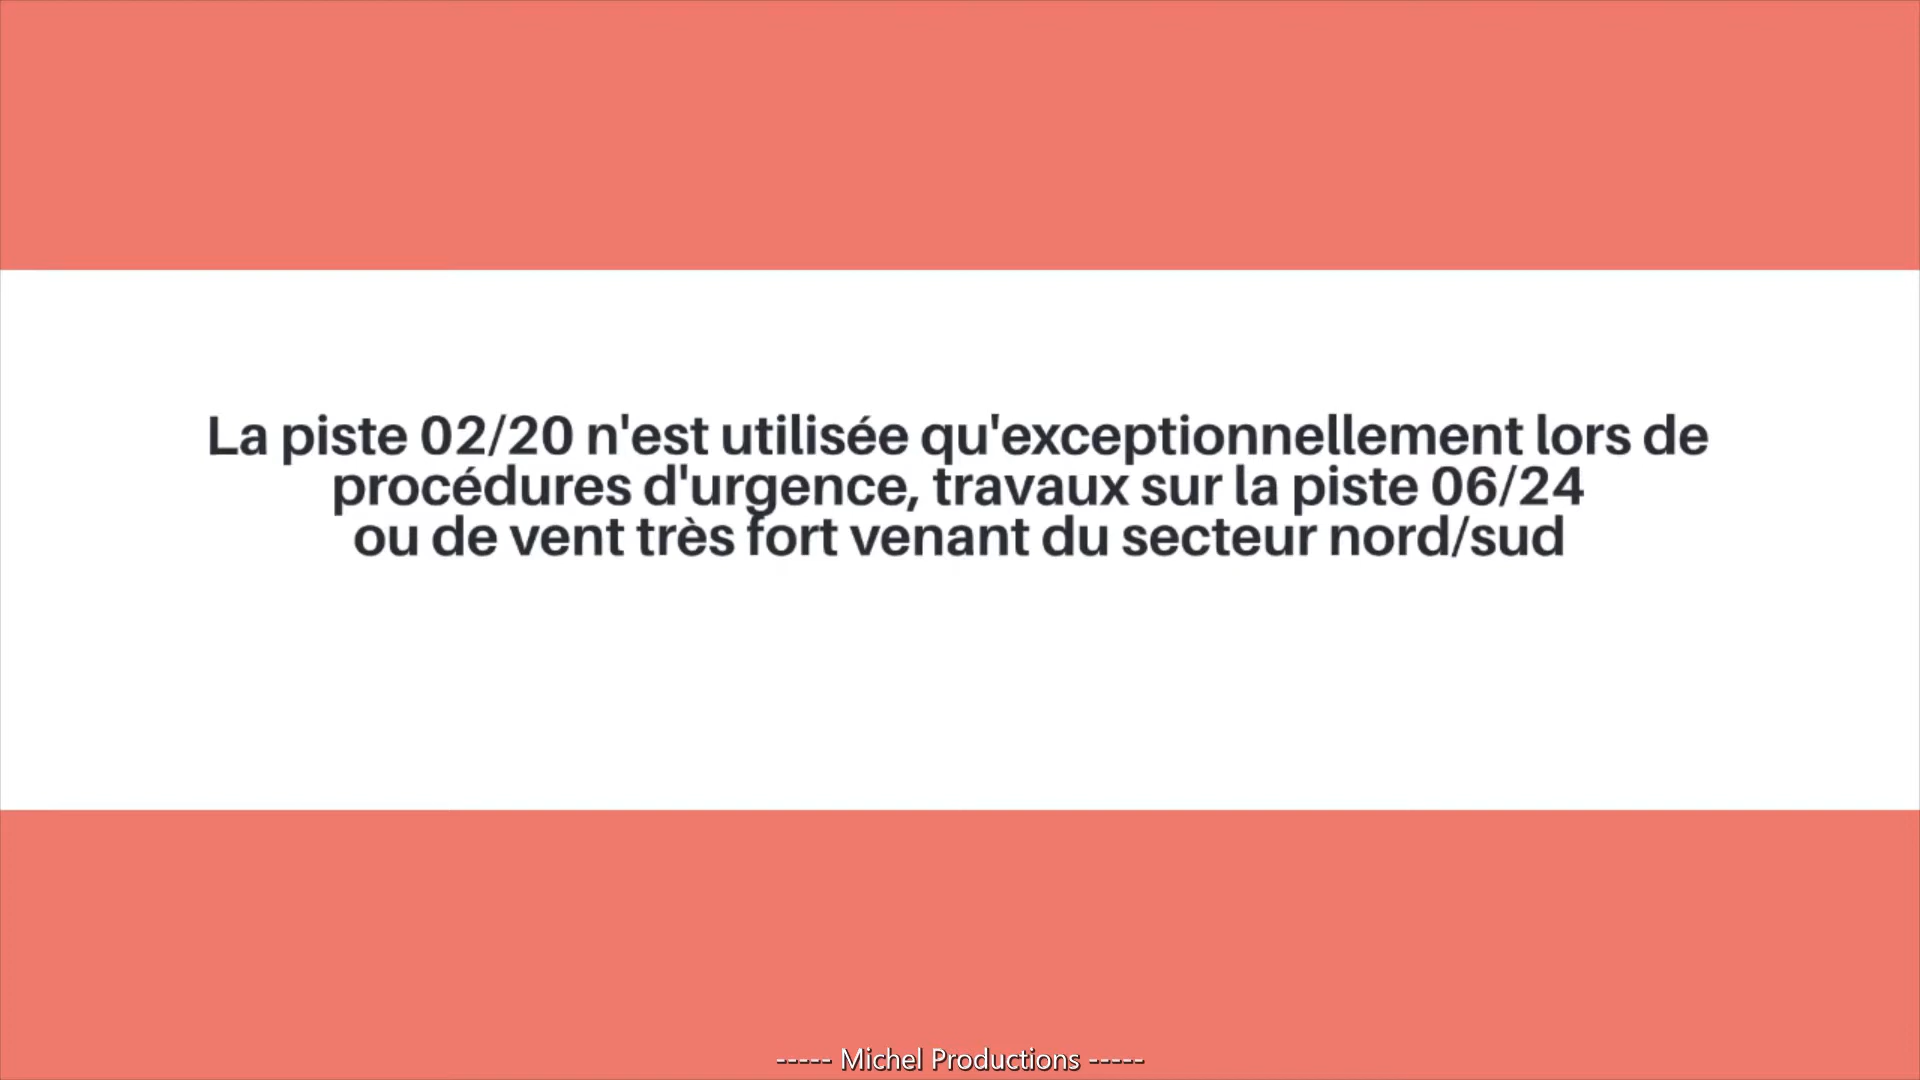 La piste 02/20 n'est utilisée qu'exceptionnellement lors de
procédures d'urgence, travaux sur la piste 06/24
ou de vent très fort venant du secteur nord/sud
----- Michel Productions -----